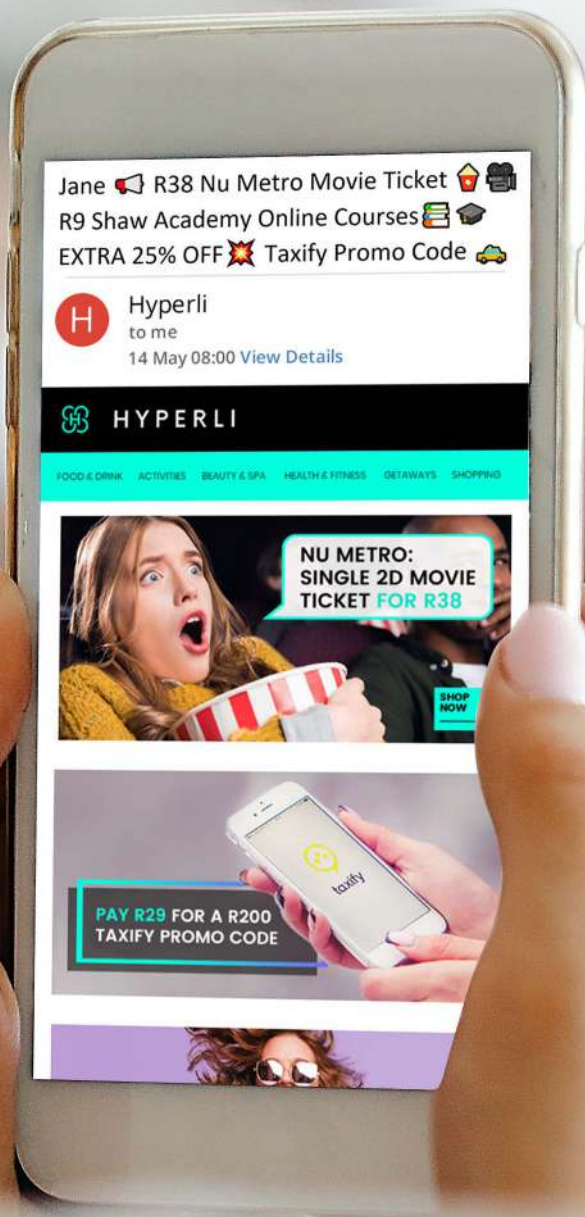 Jane 📢 R38 Nu Metro Movie Ticket 🍿🎥
R9 Shaw Academy Online Courses📚🎓
EXTRA 25% OFF💥 Taxify Promo Code 🚕
H
Hyperli
to me
14 May 08:00 View Details
HYPERLI
FOOD & DRINK ACTIVITIES BEAUTY & SPA HEALTH & FITNESS GETAWAYS SHOPPING
NU METRO:
SINGLE 2D MOVIE
TICKET FOR R38
SHOP
NOW
taxify
PAY R29 FOR A R200
TAXIFY PROMO CODE